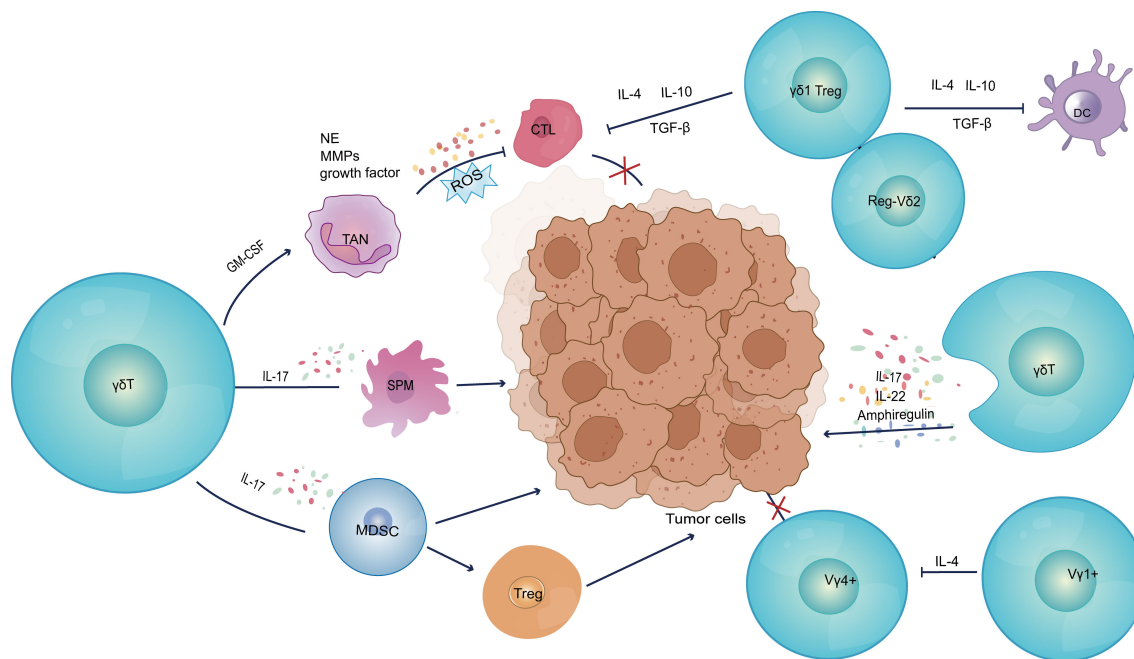 IL-4 IL-10
TGF-β
γδ1 Treg
IL-4 IL-10
TGF-β
DC
NE
MMPs
growth factor
CTL
ROS
TAN
Reg-Vδ2
GM-CSF
γδT
IL-17
SPM
IL-17
IL-22
Amphiregulin
γδT
IL-17
MDSC
Tumor cells
Treg
Vγ4+
IL-4
Vγ1+